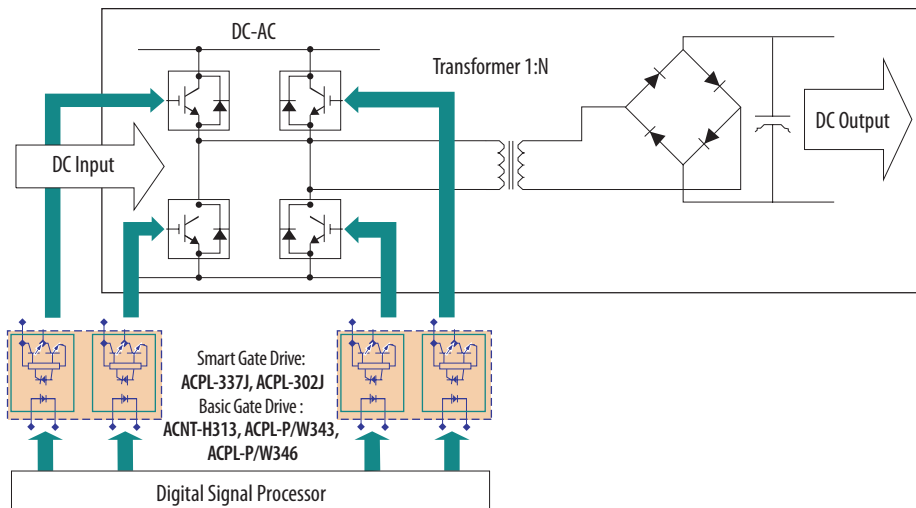 DC-AC
Transformer 1:N
DC Input
DC Output
Smart Gate Drive:
ACPL-337J, ACPL-302J
Basic Gate Drive :
ACNT-H313, ACPL-P/W343,
ACPL-P/W346
Digital Signal Processor